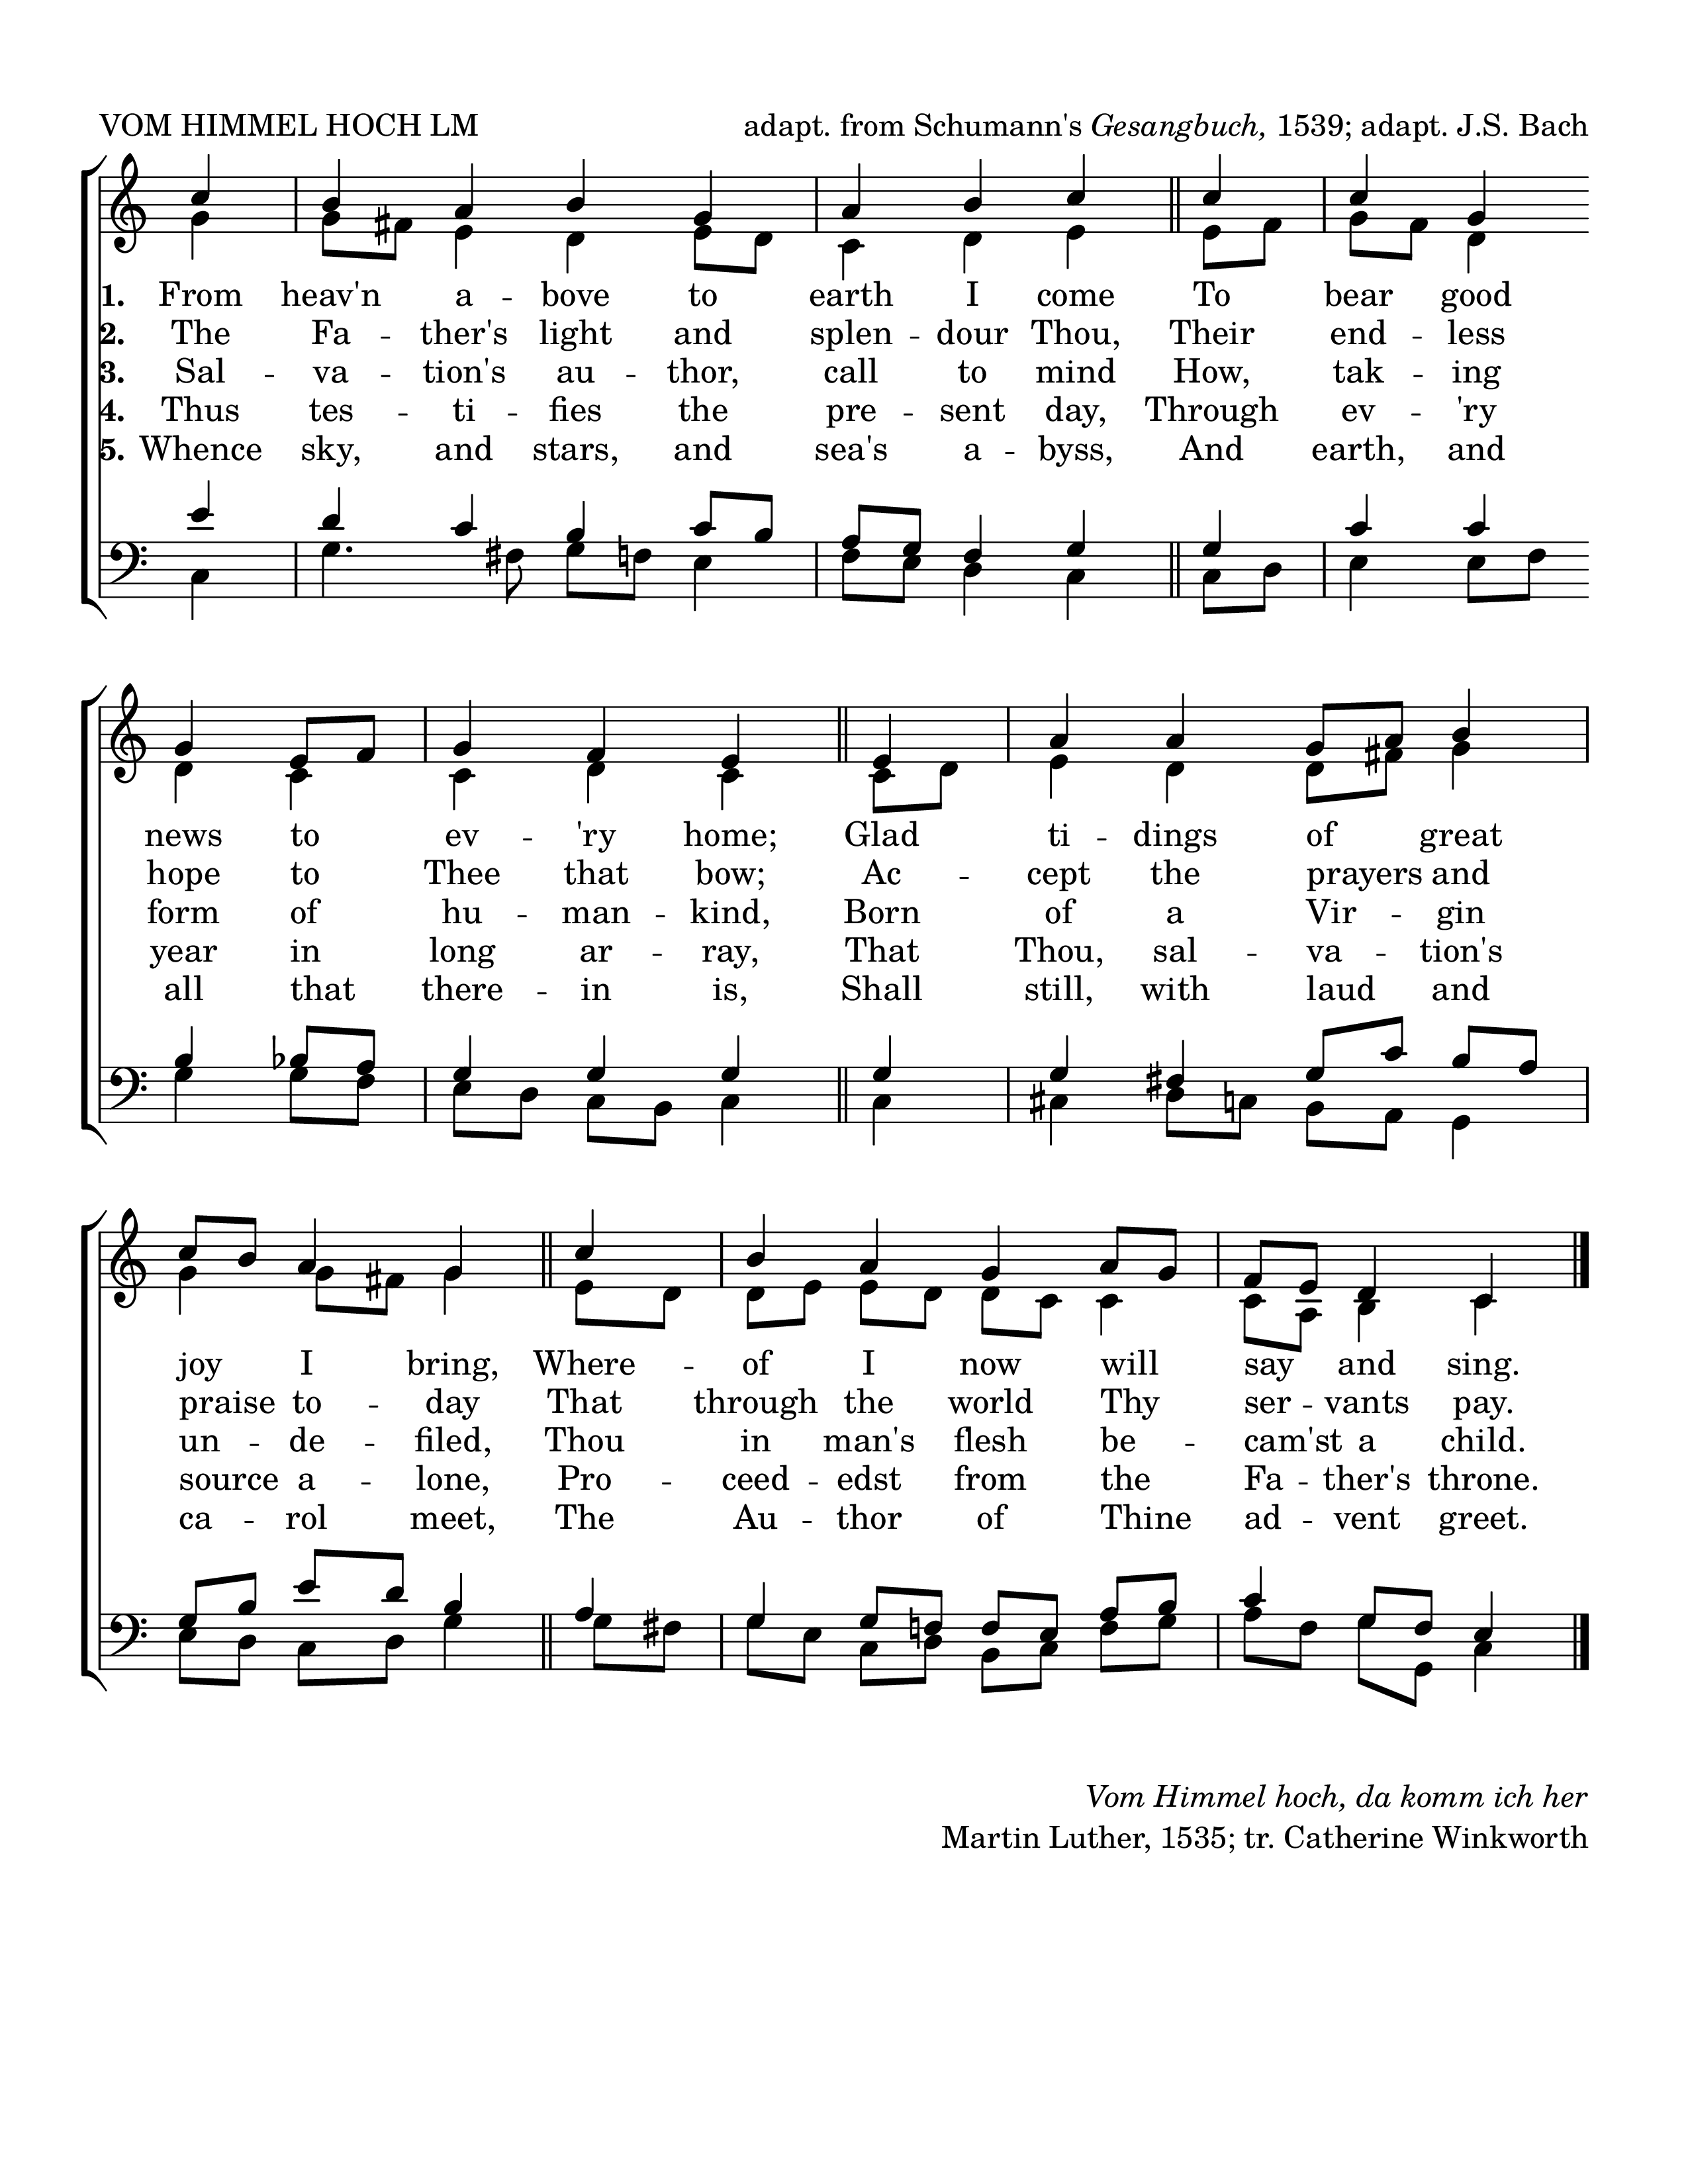 VOM HIMMEL HOCH LM adapt. from Schumann's Gesangbuch, 1539; adapt. J.S. Bach
1. From heav'n a -- bove to earth I come To bear good
2. The Fa -- ther's light and splen -- dour Thou, Their end -- less
3. Sal -- va -- tion's au -- thor, call to mind How, tak -- ing
4. Thus tes -- ti -- fies the pre -- sent day, Through ev -- 'ry
5. Whence sky, and stars, and sea's a -- byss, And earth, and
news to ev -- 'ry home; Glad ti -- dings of great
hope to Thee that bow; Ac -- cept the prayers and
form of hu -- man -- kind, Born of a Vir -- gin
year in long ar -- ray, That Thou, sal -- va -- tion's
all that there -- in is, Shall still, with laud and
joy I bring, Where -- of I now will say and sing.
praise to -- day That through the world Thy ser -- vants pay.
un -- de -- filed, Thou in man's flesh be -- cam'st a child.
source a -- lone, Pro -- ceed -- edst from the Fa -- ther's throne.
ca -- rol meet, The Au -- thor of Thine ad -- vent greet.
Vom Himmel hoch, da komm ich her
Martin Luther, 1535; tr. Catherine Winkworth